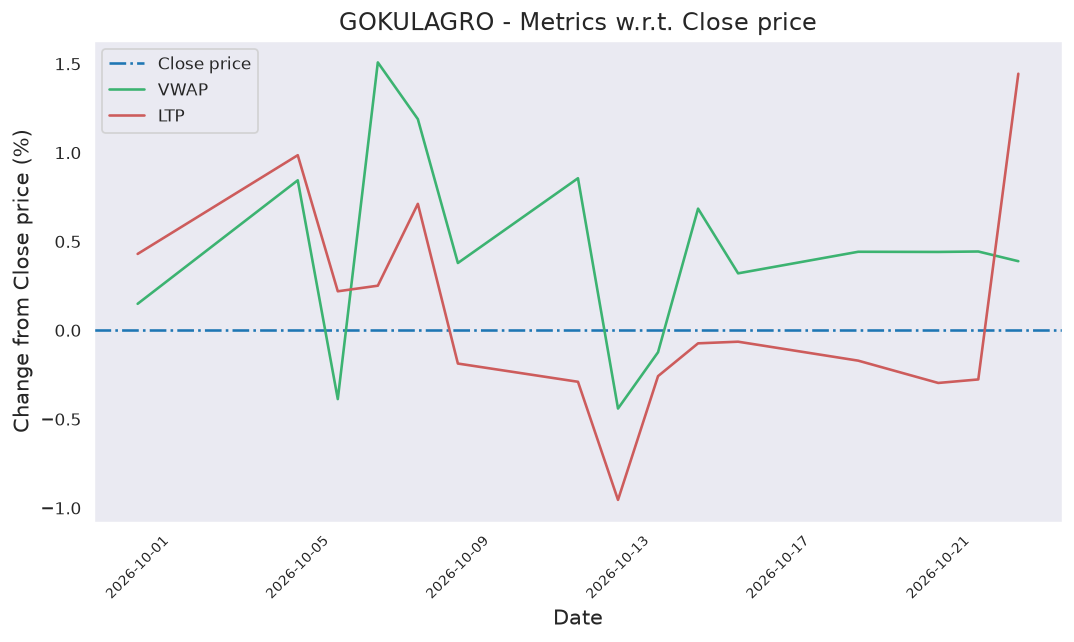 GOKULAGRO - Metrics w.r.t. Close price
Close price
VWAP
LTP
Change from Close price (%)
1.5
1.0
0.5
0.0
−0.5
−1.0
2026-10-01
2026-10-05
2026-10-09
2026-10-13
2026-10-17
2026-10-21
Date